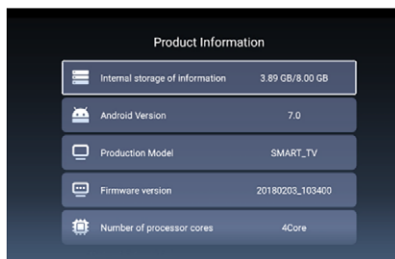 Product Information
Internal storage of information 3.89 GB/8.00 GB
Android Version 7.0
Production Model SMART_TV
Firmware version 20180203_103400
Number of processor cores 4Core